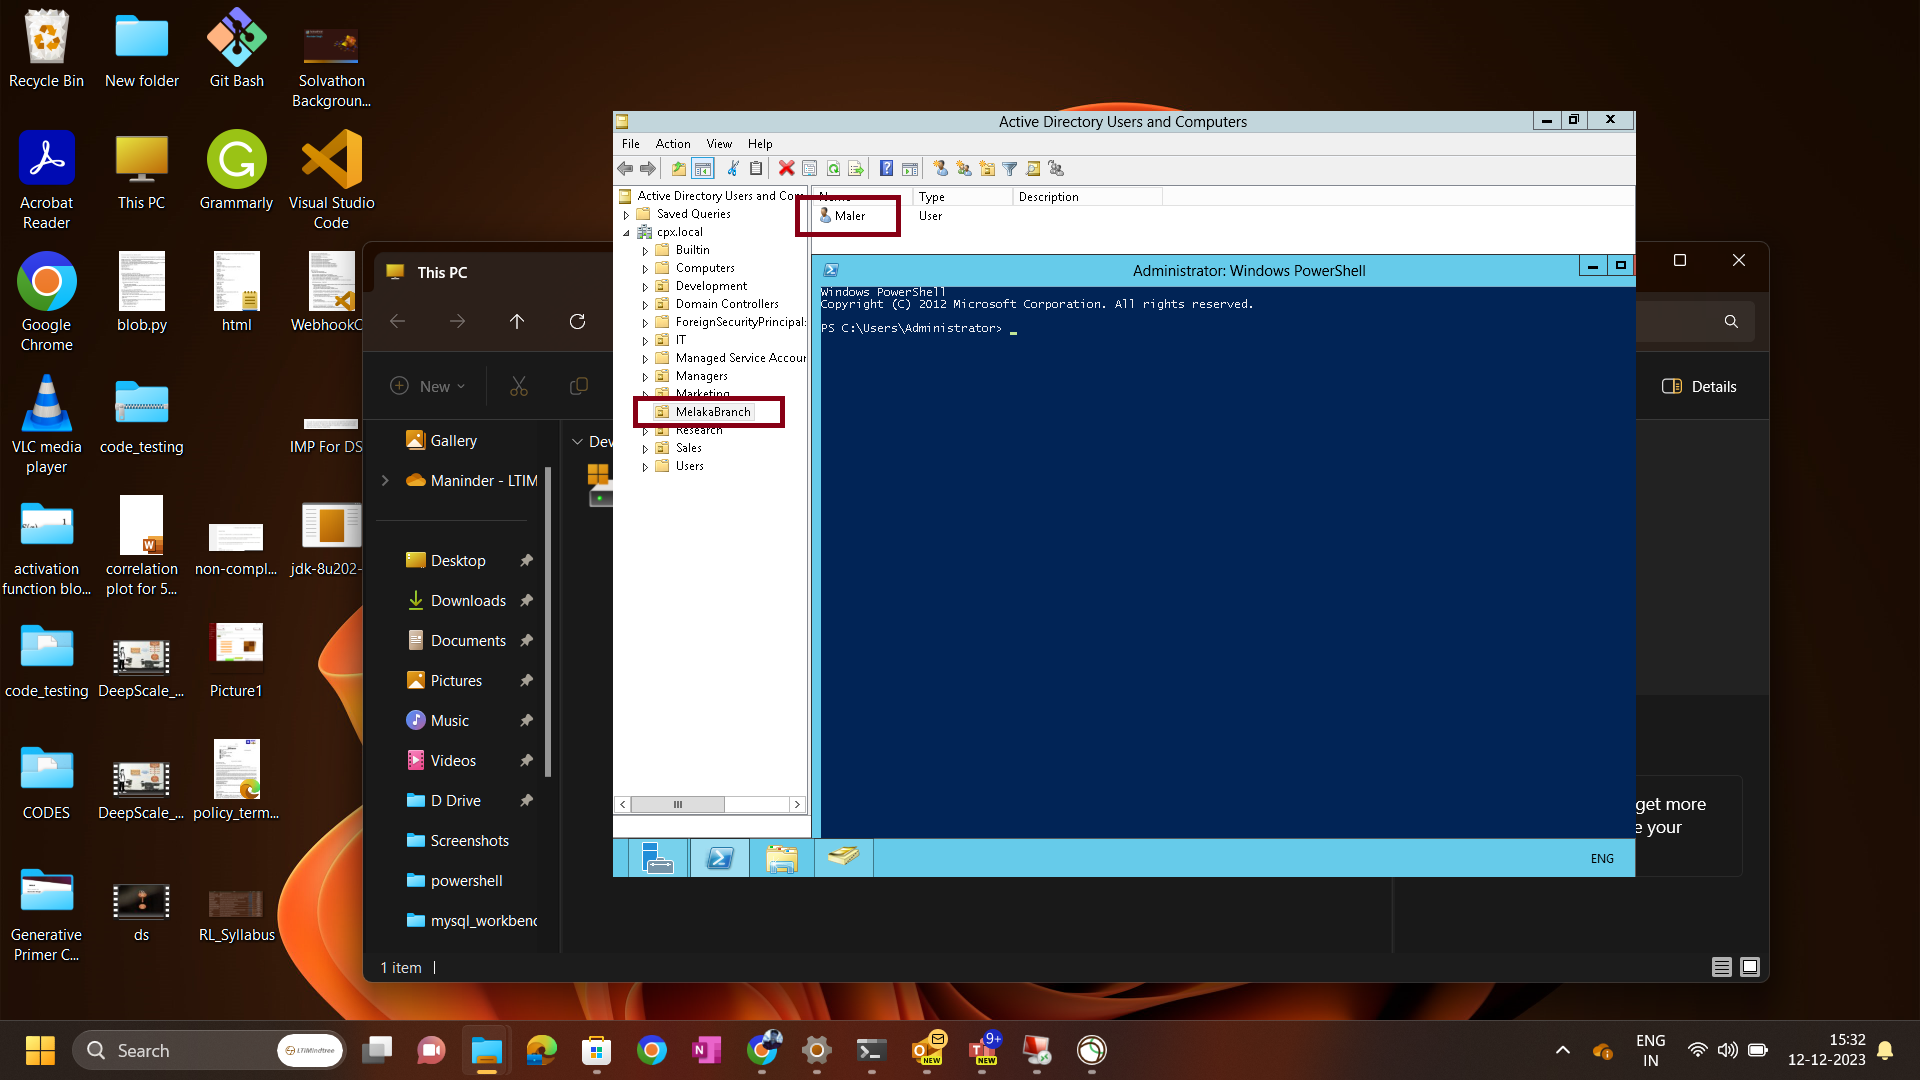 Recycle Bin
New folder
Git Bash
Solvathon
Backgroun...
Acrobat
Reader
This PC
Grammarly
Visual Studio
Code
Google
Chrome
blob.py
html
WebhookC
VLC media
player
code_testing
IMP For DS
activation
function blo...
correlation
plot for 5...
non-compl...
jdk-8u202-
code_testing
DeepScale_...
Picture1
CODES
DeepScale_...
policy_term...
Generative
Primer C...
ds
RL_Syllabus
This PC
New
Details
Gallery
Maninder - LTIM
Desktop
Downloads
Documents
Pictures
Music
Videos
D Drive
Screenshots
powershell
mysql_workbenc
Dev
get more
e your
1 item
Active Directory Users and Computers
File Action View Help
Active Directory Users and Com
Saved Queries
cpx.local
Builtin
Computers
Development
Domain Controllers
ForeignSecurityPrincipal:
IT
Managed Service Accour
Managers
Marketing
MelakaBranch
Research
Sales
Users
Name Type Description
Maler User
Administrator: Windows PowerShell
Windows PowerShell
Copyright (C) 2012 Microsoft Corporation. All rights reserved.
PS C:\Users\Administrator> _
ENG
Search
LTIMindtree
NEW
9+
NEW
ENG
IN
15:32
12-12-2023